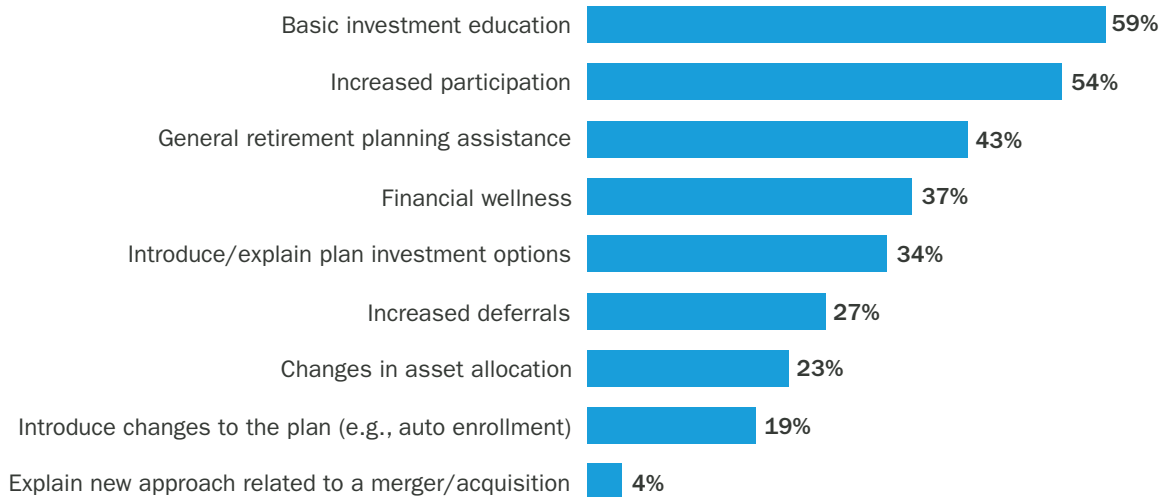 Basic investment education 59%
Increased participation 54%
General retirement planning assistance 43%
Financial wellness 37%
Introduce/explain plan investment options 34%
Increased deferrals 27%
Changes in asset allocation 23%
Introduce changes to the plan (e.g., auto enrollment) 19%
Explain new approach related to a merger/acquisition 4%